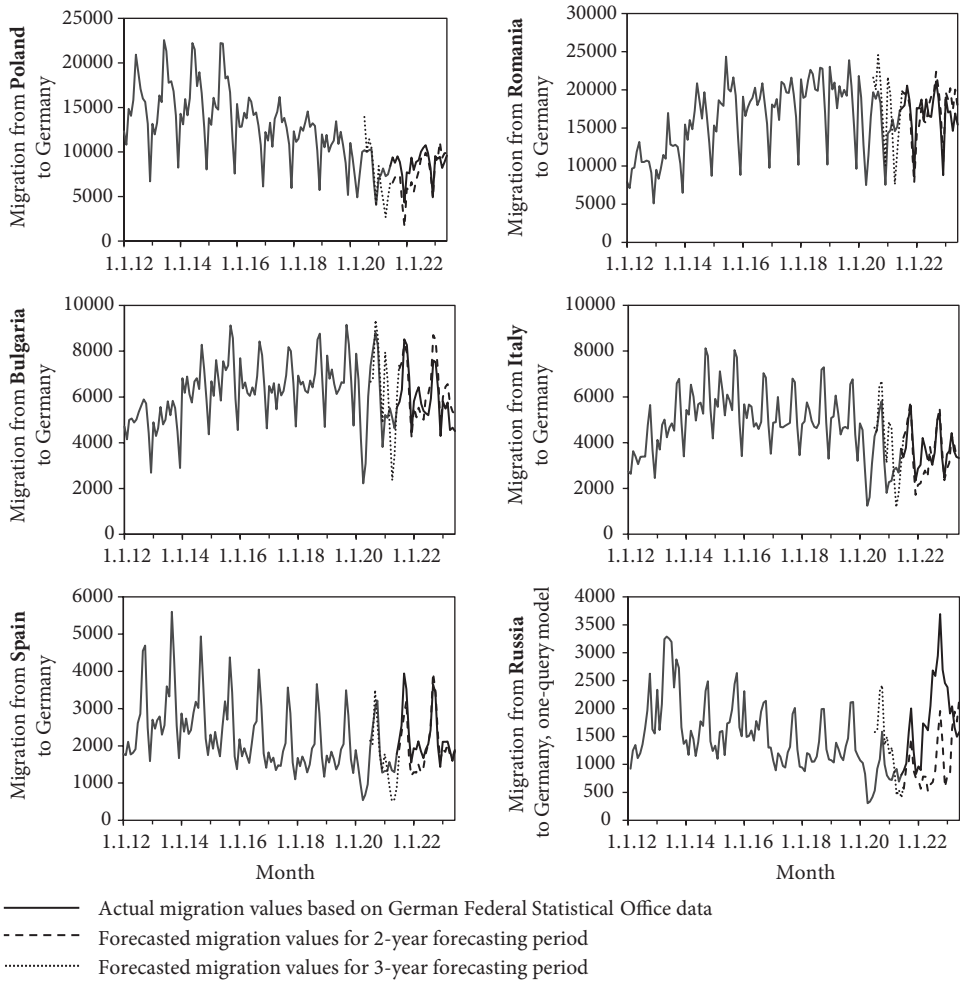 Migration from Poland
to Germany
25000
20000
15000
10000
5000
0
1.1.12 1.1.14 1.1.16 1.1.18 1.1.20 1.1.22
Migration from Romania
to Germany
30000
25000
20000
15000
10000
5000
0
1.1.12 1.1.14 1.1.16 1.1.18 1.1.20 1.1.22
Migration from Bulgaria
to Germany
10000
8000
6000
4000
2000
0
1.1.12 1.1.14 1.1.16 1.1.18 1.1.20 1.1.22
Migration from Italy
to Germany
10000
8000
6000
4000
2000
0
1.1.12 1.1.14 1.1.16 1.1.18 1.1.20 1.1.22
Migration from Spain
to Germany
6000
5000
4000
3000
2000
1000
0
1.1.12 1.1.14 1.1.16 1.1.18 1.1.20 1.1.22
Month
Migration from Russia
to Germany, one-query model
4000
3500
3000
2500
2000
1500
1000
500
0
1.1.12 1.1.14 1.1.16 1.1.18 1.1.20 1.1.22
Month
Actual migration values based on German Federal Statistical Office data
Forecasted migration values for 2-year forecasting period
Forecasted migration values for 3-year forecasting period